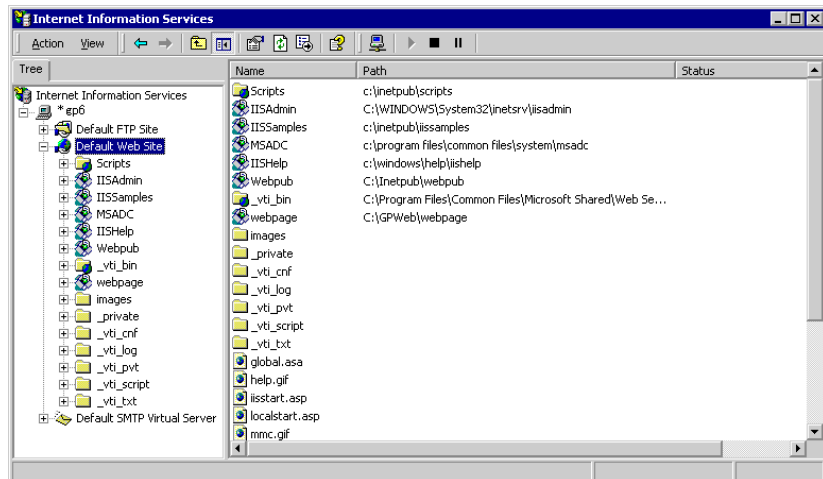 Internet Information Services
Action View
Tree
Internet Information Services
* gp6
Default FTP Site
Default Web Site
Scripts
IISAdmin
IISSamples
MSADC
IISHelp
Webpub
_vti_bin
webpage
images
_private
_vti_cnf
_vti_log
_vti_pvt
_vti_script
_vti_txt
Default SMTP Virtual Server
Name Path Status
Scripts c:\inetpub\scripts
IISAdmin C:\WINDOWS\System32\inetsrv\iisadmin
IISSamples c:\inetpub\iissamples
MSADC c:\program files\common files\system\msadc
IISHelp c:\windows\help\iishelp
Webpub C:\Inetpub\webpub
_vti_bin C:\Program Files\Common Files\Microsoft Shared\Web Se...
webpage C:\GPWeb\webpage
images
_private
_vti_cnf
_vti_log
_vti_pvt
_vti_script
_vti_txt
global.asa
help.gif
iisstart.asp
localstart.asp
mmc.gif